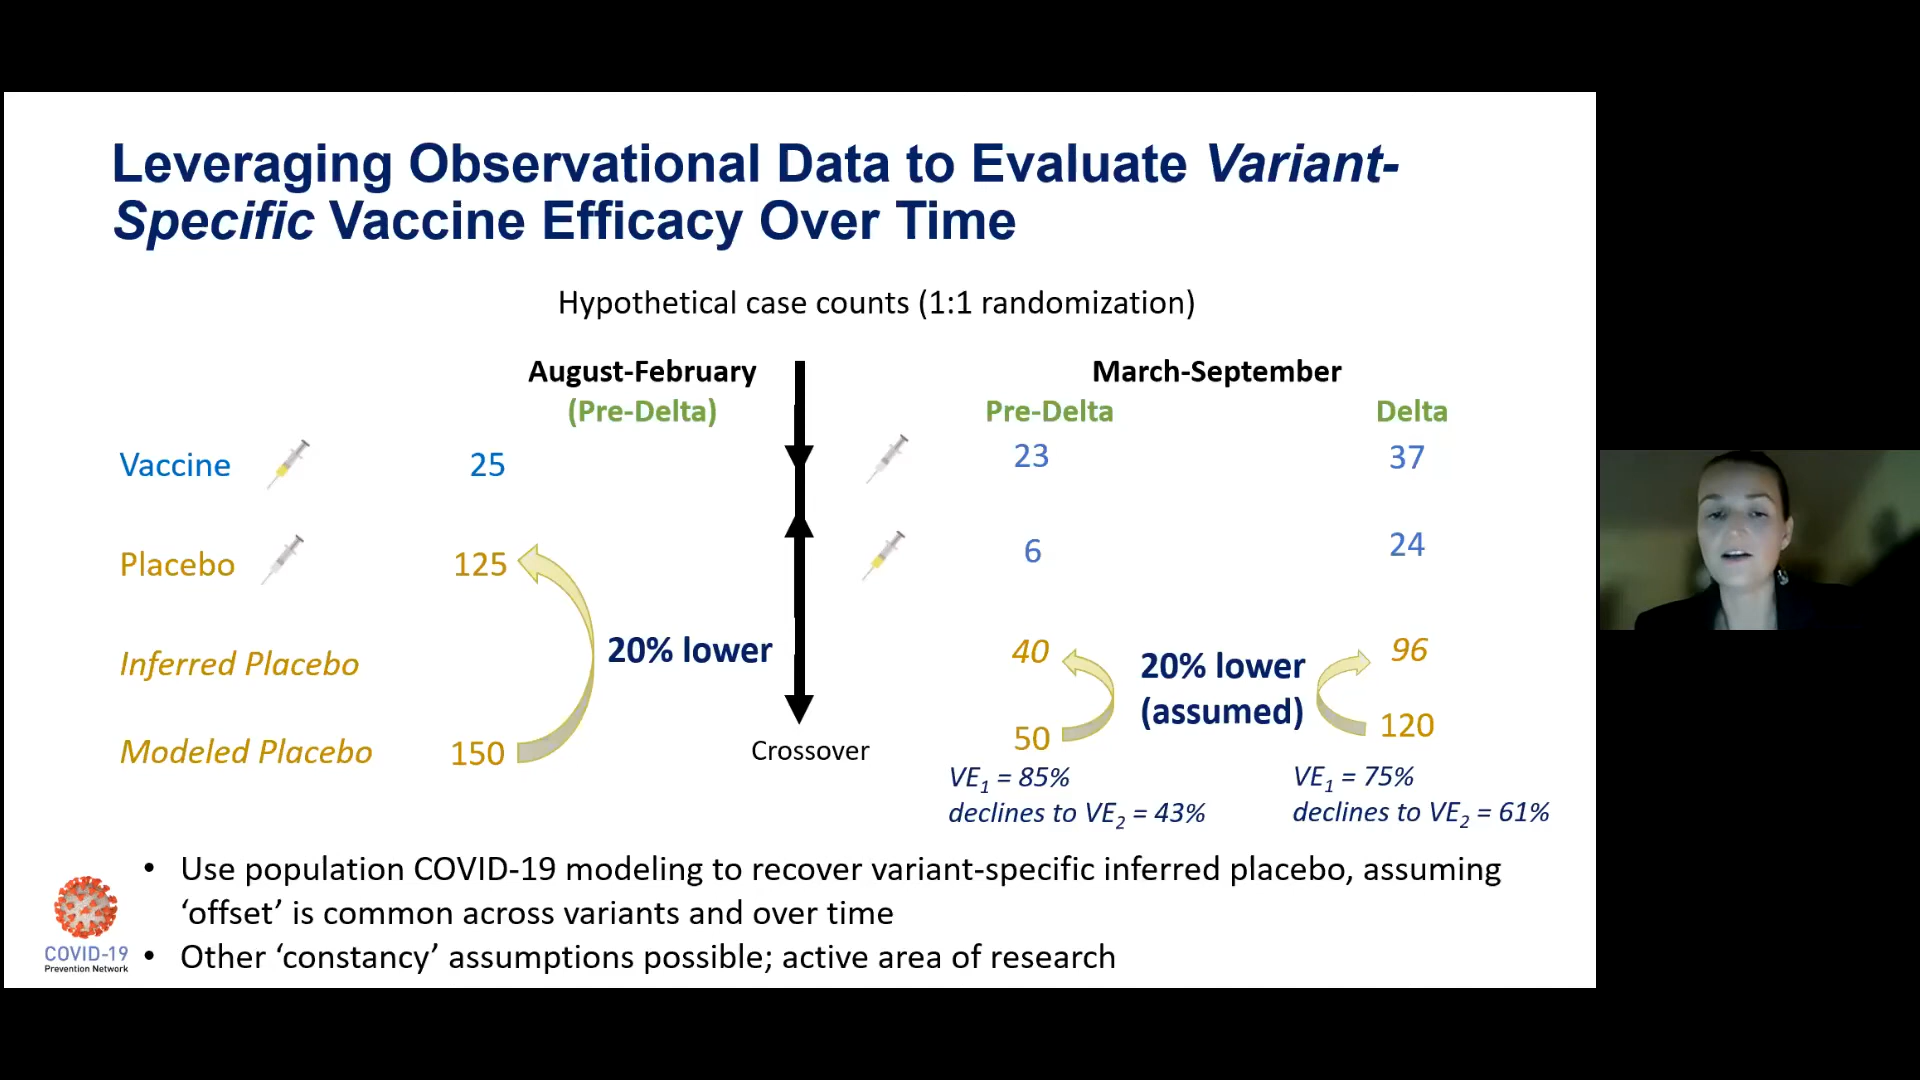 Leveraging Observational Data to Evaluate Variant-
Specific Vaccine Efficacy Over Time
Hypothetical case counts (1:1 randomization)
August-February
March-September
(Pre-Delta)
Pre-Delta
Delta
Vaccine
25
23
37
Placebo
125
6
24
Inferred Placebo
20% lower
40
20% lower
(assumed)
96
Modeled Placebo
150
Crossover
50
120
VE1 = 85%
declines to VE2 = 43%
VE1 = 75%
declines to VE2 = 61%
• Use population COVID-19 modeling to recover variant-specific inferred placebo, assuming
‘offset’ is common across variants and over time
• Other ‘constancy’ assumptions possible; active area of research
COVID-19
Prevention Network